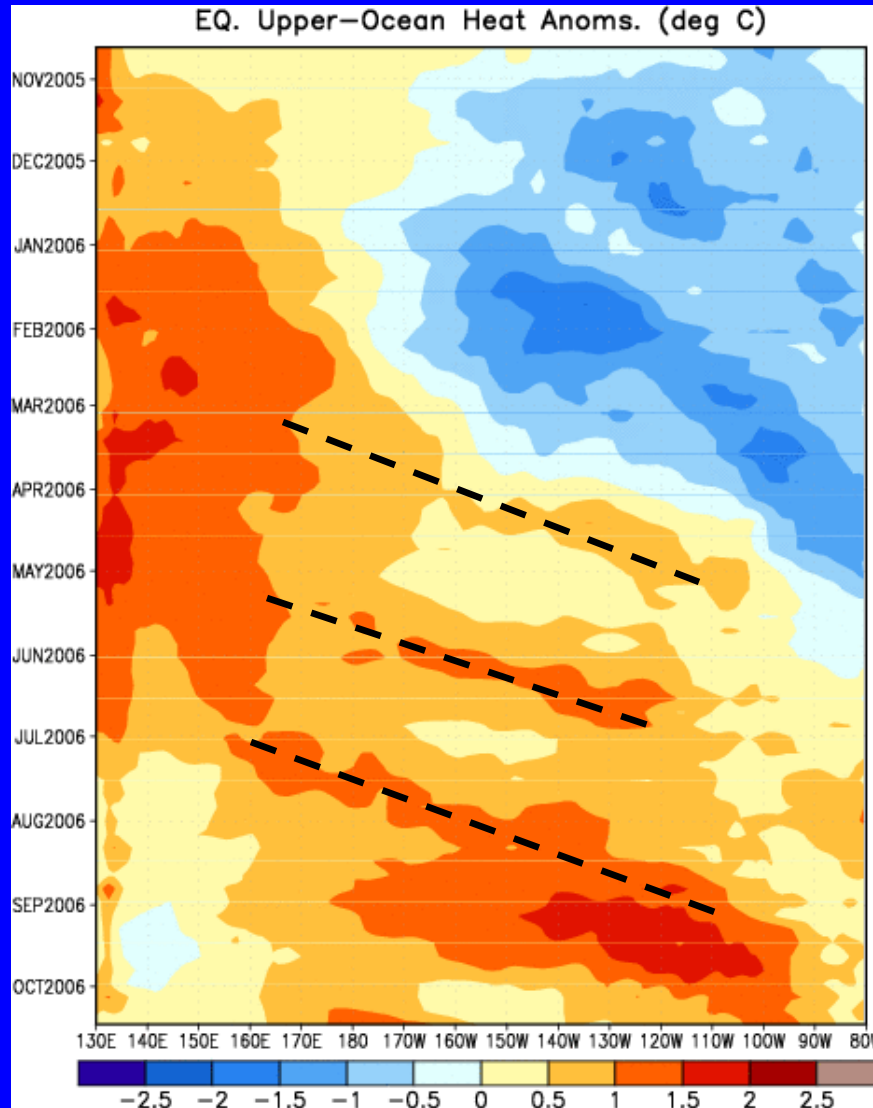 EQ. Upper-Ocean Heat Anoms. (deg C)
NOV2005
DEC2005
JAN2006
FEB2006
MAR2006
APR2006
MAY2006
JUN2006
JUL2006
AUG2006
SEP2006
OCT2006
130E 140E 150E 160E 170E 180 170W 160W 150W 140W 130W 120W 110W 100W 90W 80W
-2.5 -2 -1.5 -1 -0.5 0 0.5 1 1.5 2 2.5